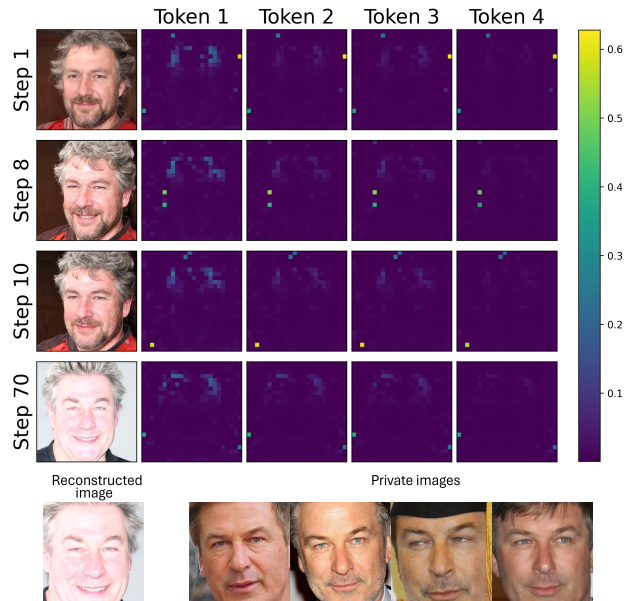 Token 1 Token 2 Token 3 Token 4
Step 1
0.6
0.5
Step 8
0.4
0.3
Step 10
0.2
Step 70
0.1
Reconstructed
image
Private images